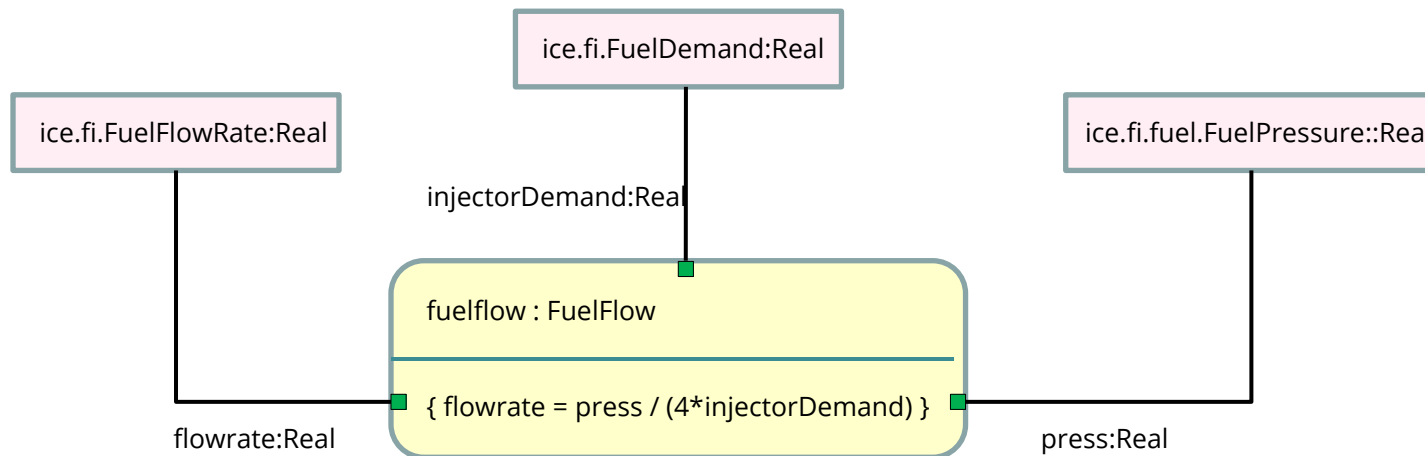 ice.fi.FuelDemand:Real
ice.fi.FuelFlowRate:Real
ice.fi.fuel.FuelPressure::Rea
injectorDemand:Real
fuelflow : FuelFlow
{ flowrate = press / (4*injectorDemand) }
flowrate:Real
press:Real